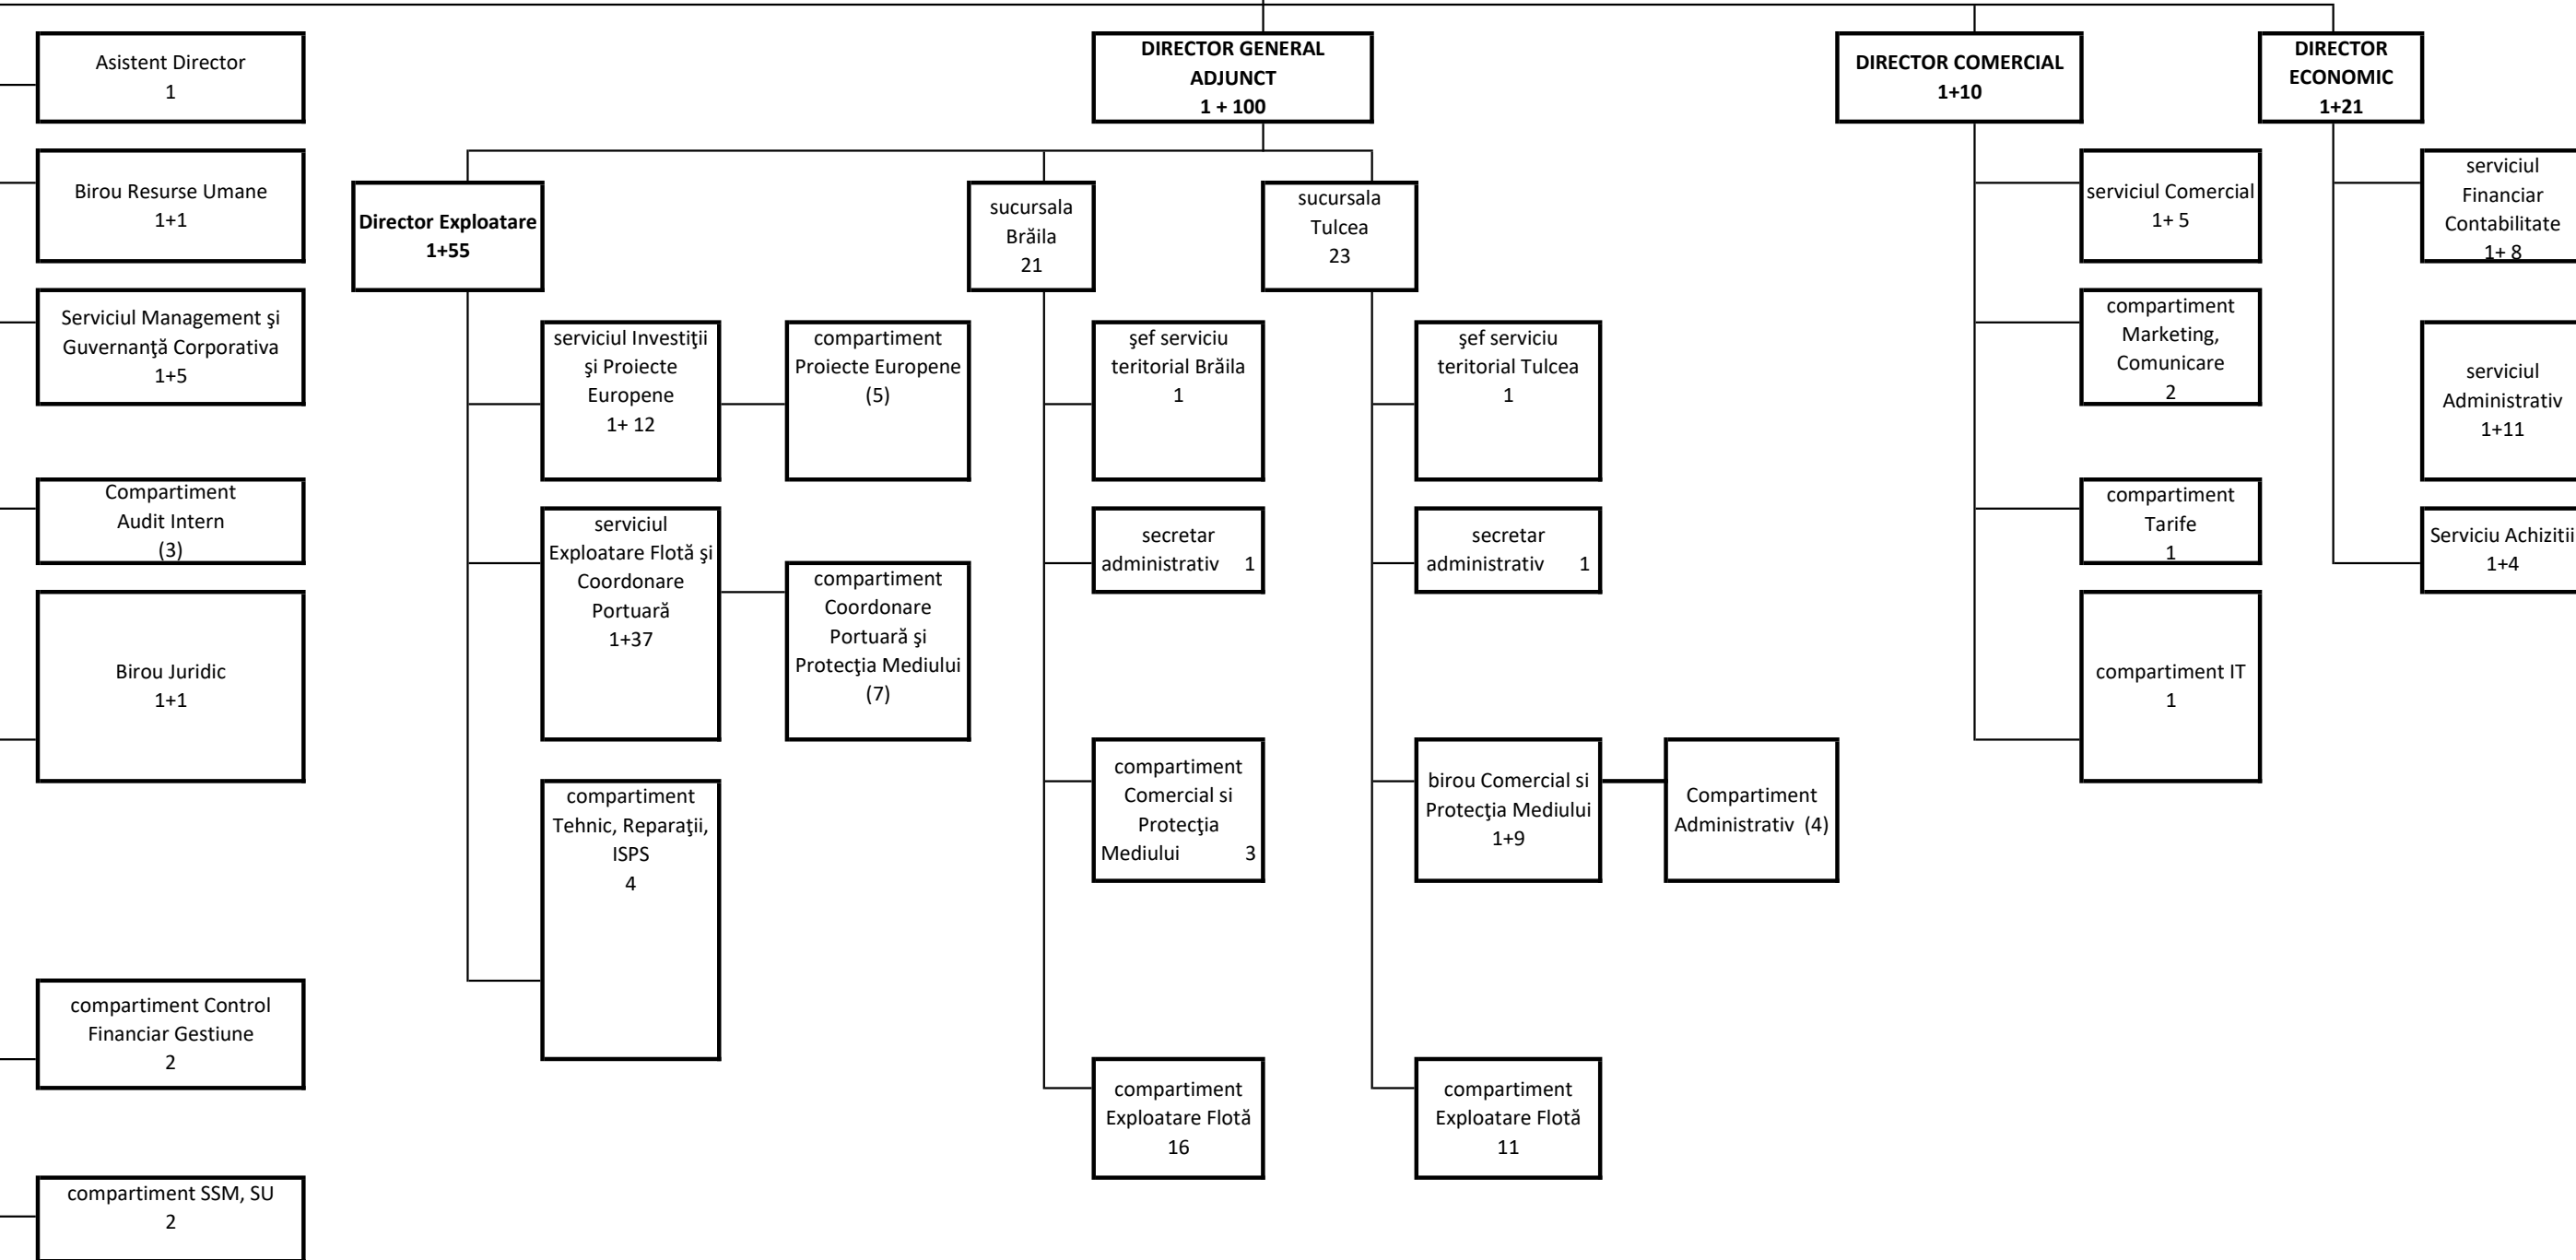 Asistent Director
1
Birou Resurse Umane
1+1
Serviciul Management şi
Guvernanţă Corporativa
1+5
Compartiment
Audit Intern
(3)
Birou Juridic
1+1
compartiment Control
Financiar Gestiune
2
compartiment SSM, SU
2
DIRECTOR GENERAL
ADJUNCT
1 + 100
Director Exploatare
1+55
serviciul Investiţii
şi Proiecte
Europene
1+ 12
compartiment
Proiecte Europene
(5)
serviciul
Exploatare Flotă şi
Coordonare
Portuară
1+37
compartiment
Coordonare
Portuară şi
Protecţia Mediului
(7)
compartiment
Tehnic, Reparaţii,
ISPS
4
sucursala
Brăila
21
şef serviciu
teritorial Brăila
1
secretar
administrativ 1
compartiment
Comercial si
Protecţia
Mediului 3
compartiment
Exploatare Flotă
16
sucursala
Tulcea
23
şef serviciu
teritorial Tulcea
1
secretar
administrativ 1
birou Comercial si
Protecţia Mediului
1+9
Compartiment
Administrativ (4)
compartiment
Exploatare Flotă
11
DIRECTOR COMERCIAL
1+10
serviciul Comercial
1+ 5
compartiment
Marketing,
Comunicare
2
compartiment
Tarife
1
compartiment IT
1
DIRECTOR
ECONOMIC
1+21
serviciul
Financiar
Contabilitate
1+ 8
serviciul
Administrativ
1+11
Serviciu Achizitii
1+4